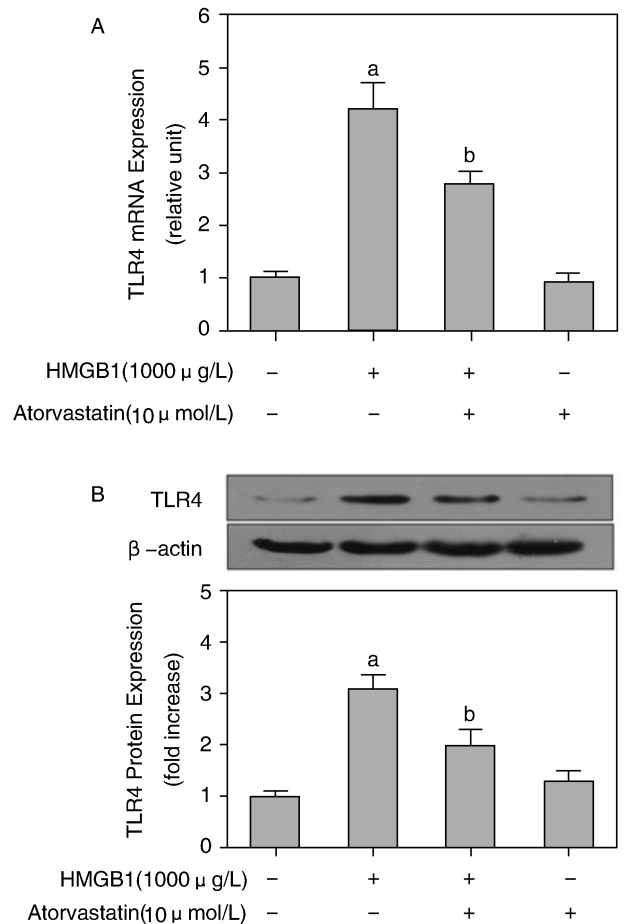 A
TLR4 mRNA Expression
(relative unit)
6
5
4
3
2
1
0
a
b
HMGB1(1000 μ g/L) − + + −
Atorvastatin(10 μ mol/L) − − + +
B
TLR4
β −actin
TLR4 Protein Expression
(fold increase)
5
4
3
2
1
0
a
b
HMGB1(1000 μ g/L) − + + −
Atorvastatin(10 μ mol/L) − − + +